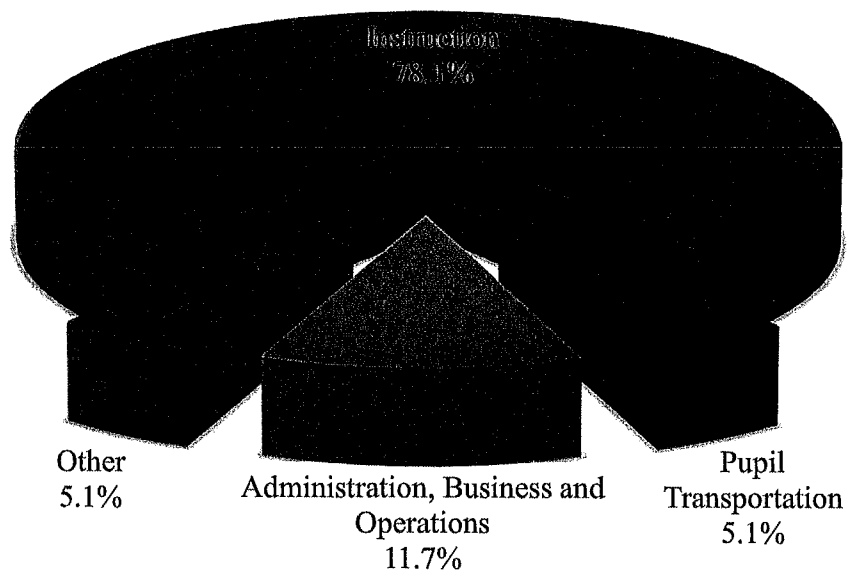 Instruction
78.1%
Other
5.1%
Administration, Business and
Operations
11.7%
Pupil
Transportation
5.1%